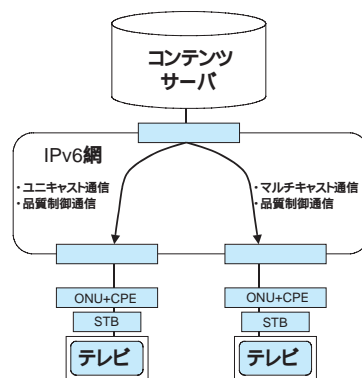 コンテンツ
サーバ
IPv6網
・ユニキャスト通信
・品質制御通信
・マルチキャスト通信
・品質制御通信
ONU+CPE
STB
テレビ
ONU+CPE
STB
テレビ